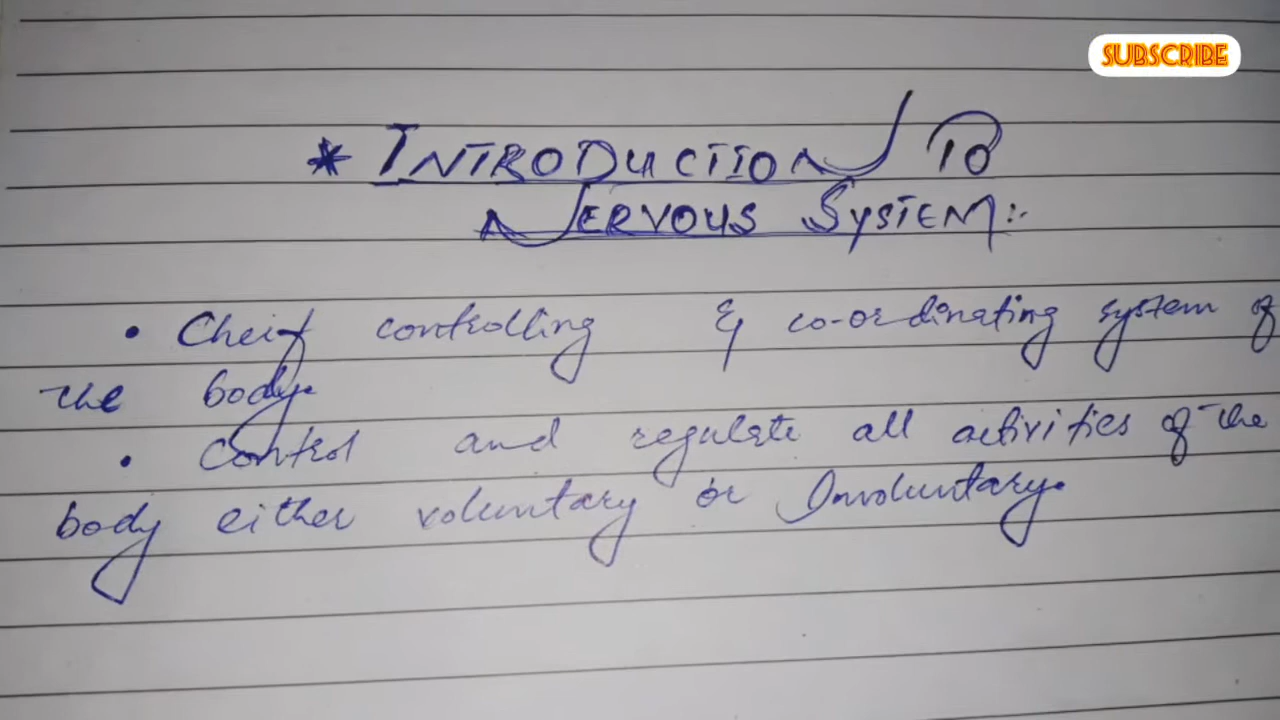 SUBSCRIBE
* INTRODUCTION TO
NERVOUS SYSTEM:-
• Cheif controlling & co-ordinating system of
the body.
• Control and regulate all activities of the
body either voluntary or Involuntary.